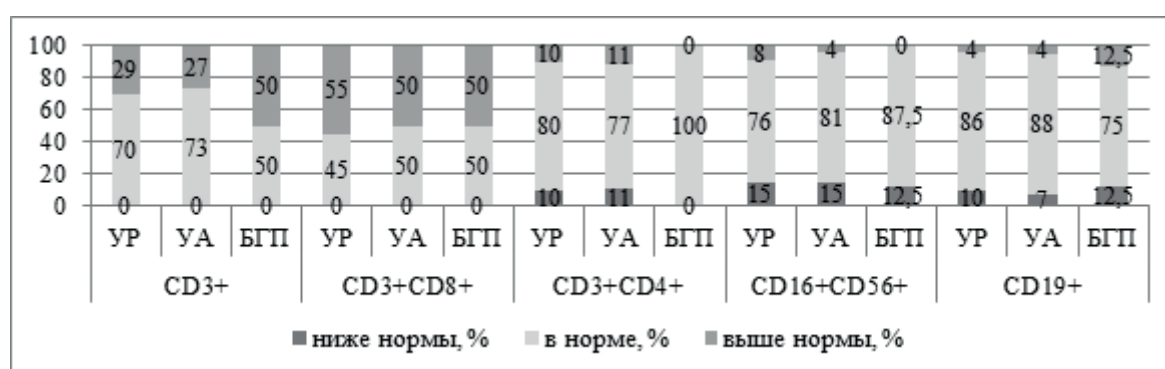 100
80
60
40
20
0
29 27 50 55 50 50 10 11 0 8 4 0 4 4 12,5
70 73 50 45 50 50 80 77 100 76 81 87,5 86 88 75
0 0 0 0 0 0 10 11 0 15 15 12,5 10 7 12,5
УР УА БГП УР УА БГП УР УА БГП УР УА БГП УР УА БГП
CD3+ CD3+CD8+ CD3+CD4+ CD16+CD56+ CD19+
ниже нормы, % в норме, % выше нормы, %